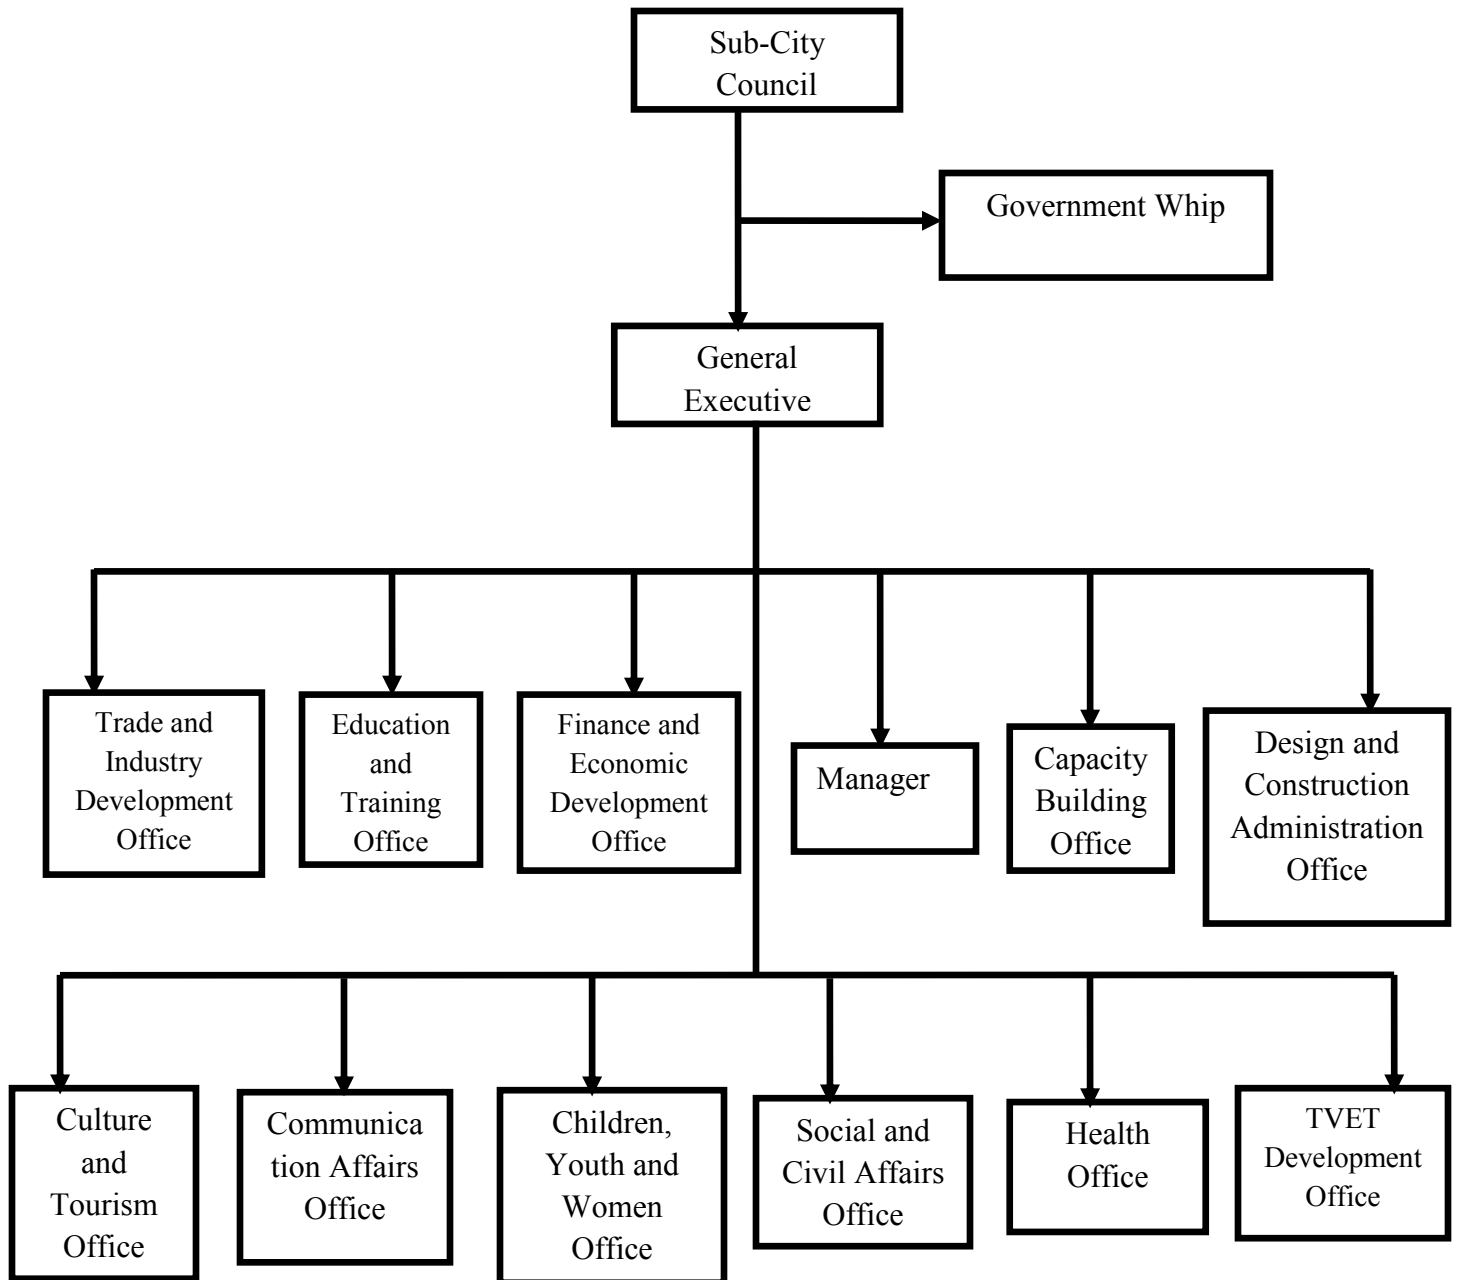 Sub-City
Council
Government Whip
General
Executive
Trade and
Industry
Development
Office
Education
and
Training
Office
Finance and
Economic
Development
Office
Manager
Capacity
Building
Office
Design and
Construction
Administration
Office
Culture
and
Tourism
Office
Communica
tion Affairs
Office
Children,
Youth and
Women
Office
Social and
Civil Affairs
Office
Health
Office
TVET
Development
Office